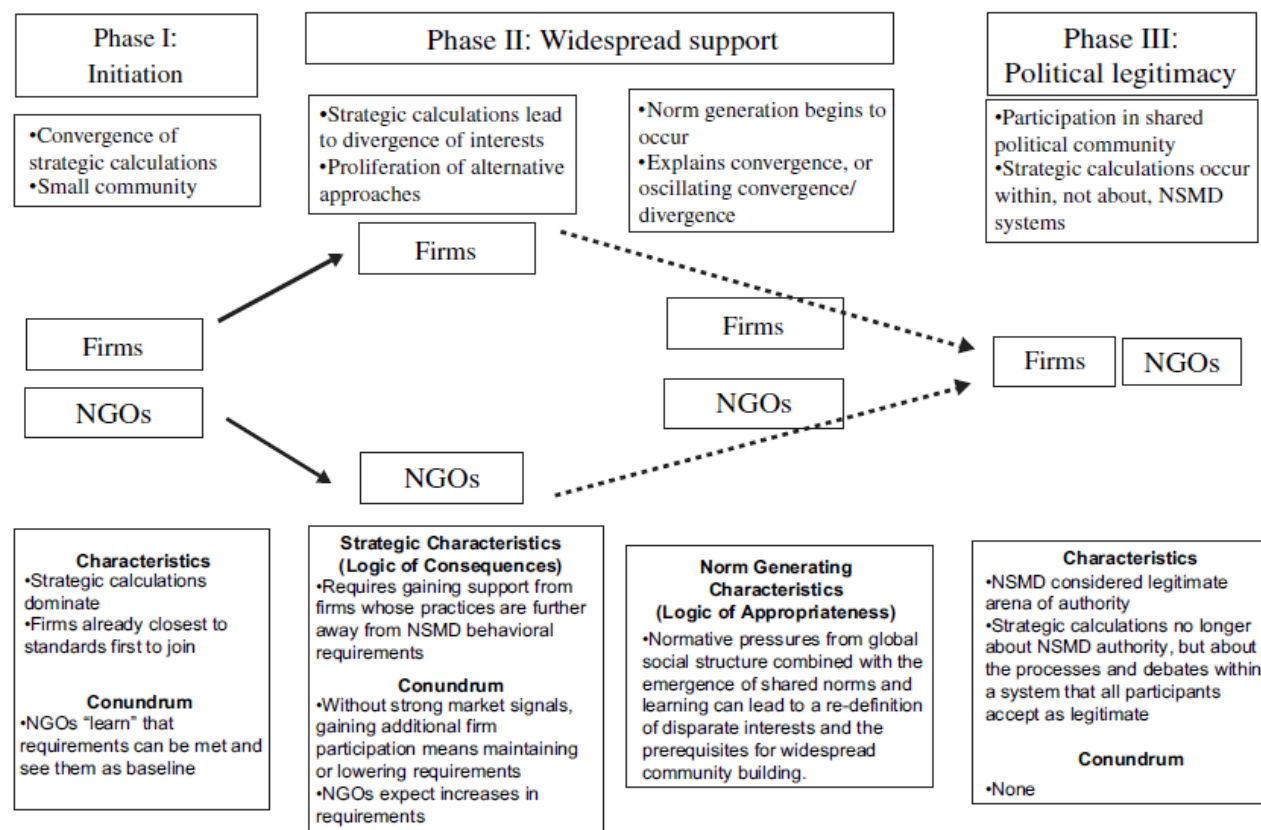 Phase I:
Initiation
Phase II: Widespread support
Phase III:
Political legitimacy
•Convergence of
strategic calculations
•Small community
•Strategic calculations lead
to divergence of interests
•Proliferation of alternative
approaches
•Norm generation begins to
occur
•Explains convergence, or
oscillating convergence/
divergence
•Participation in shared
political community
•Strategic calculations occur
within, not about, NSMD
systems
Firms
NGOs
Firms
NGOs
Firms
NGOs
Firms
NGOs
Characteristics
•Strategic calculations
dominate
•Firms already closest to
standards first to join
Conundrum
•NGOs “learn” that
requirements can be met and
see them as baseline
Strategic Characteristics
(Logic of Consequences)
•Requires gaining support from
firms whose practices are further
away from NSMD behavioral
requirements
Conundrum
•Without strong market signals,
gaining additional firm
participation means maintaining
or lowering requirements
•NGOs expect increases in
requirements
Norm Generating
Characteristics
(Logic of Appropriateness)
•Normative pressures from global
social structure combined with the
emergence of shared norms and
learning can lead to a re-definition
of disparate interests and the
prerequisites for widespread
community building.
Characteristics
•NSMD considered legitimate
arena of authority
•Strategic calculations no longer
about NSMD authority, but about
the processes and debates within
a system that all participants
accept as legitimate
Conundrum
•None